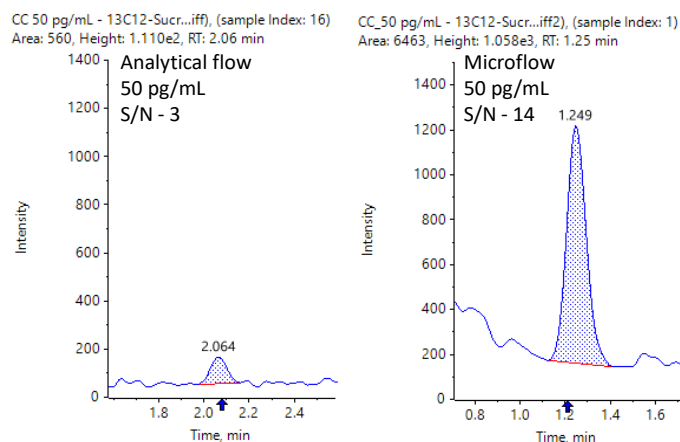 CC 50 pg/mL - 13C12-Sucr...iff), (sample Index: 16)
Area: 560, Height: 1.110e2, RT: 2.06 min
Analytical flow
50 pg/mL
S/N - 3
1400
1200
1000
800
600
400
200
0
Intensity
2.064
1.8
2.0
2.2
2.4
Time, min
CC_50 pg/mL - 13C12-Sucr...iff2), (sample Index: 1)
Area: 6463, Height: 1.058e3, RT: 1.25 min
Microflow
50 pg/mL
S/N - 14
1400
1200
1000
800
600
400
200
0
Intensity
1.249
0.8
1.0
1.2
1.4
1.6
Time, min